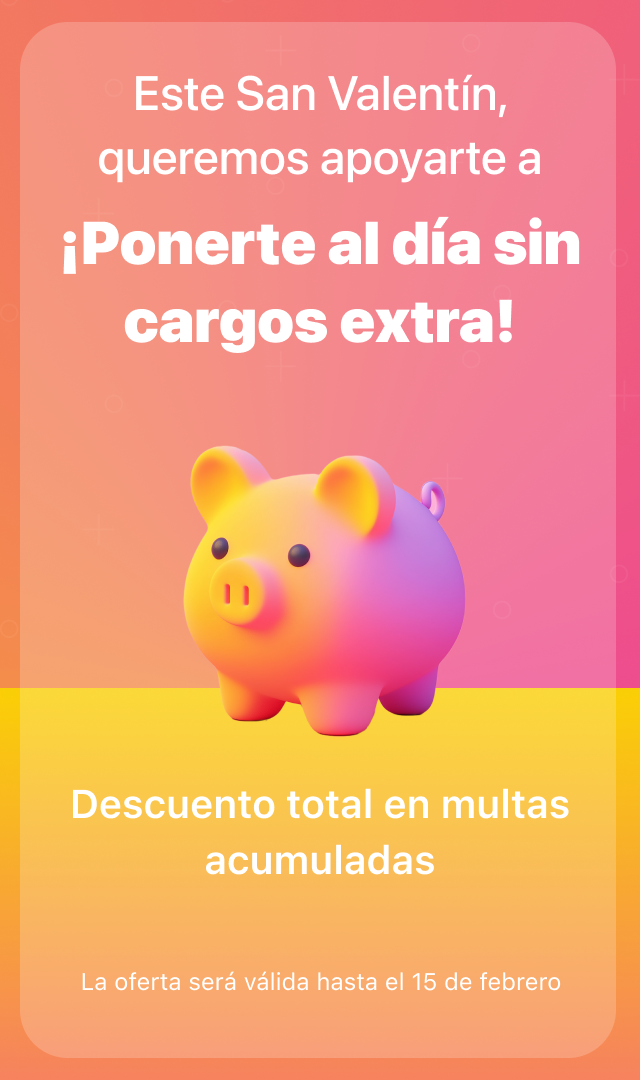 Este San Valentín,
queremos apoyarte a
¡Ponerte al día sin
cargos extra!
Descuento total en multas
acumuladas
La oferta será válida hasta el 15 de febrero